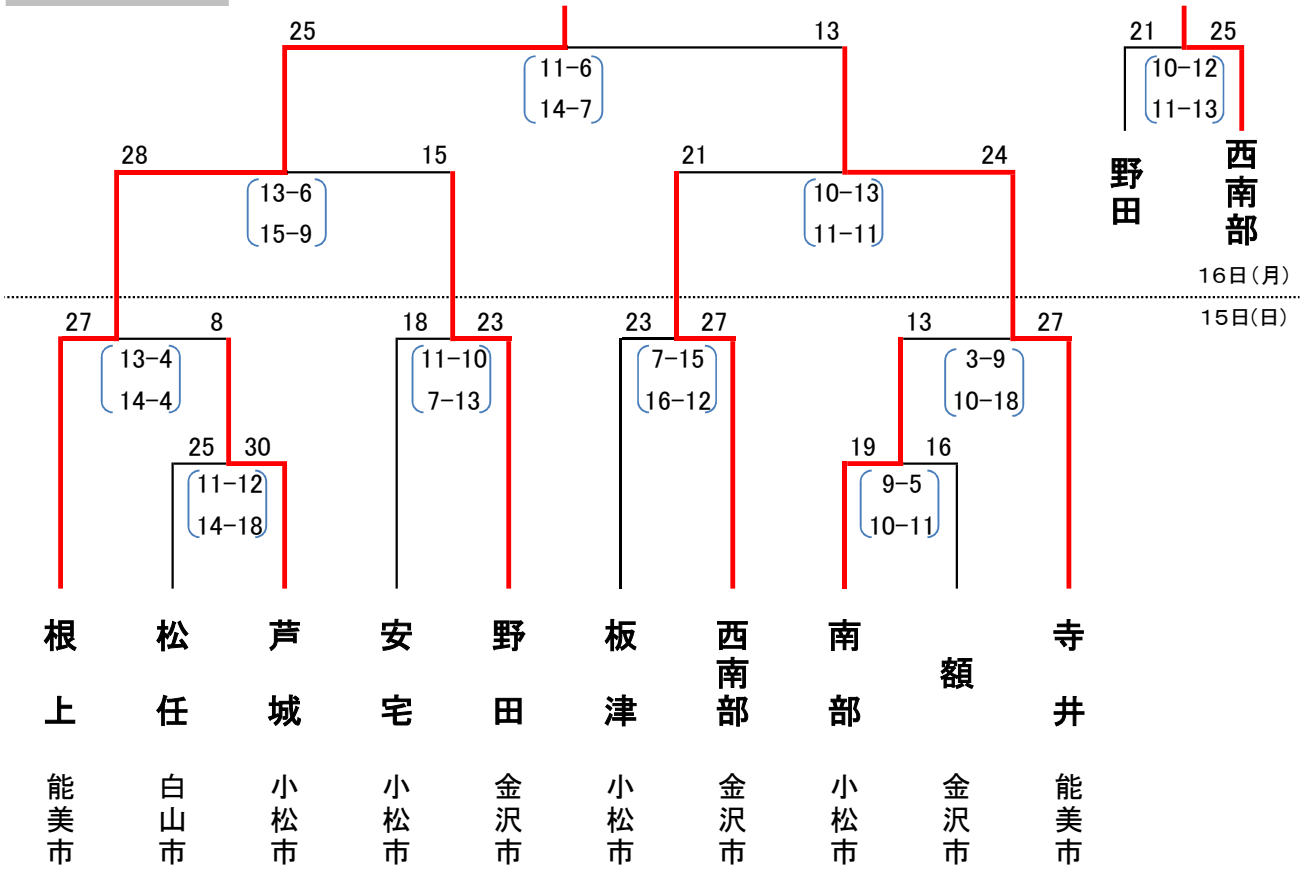 25 13 21 25
11-6 10-12
14-7 11-13
28 15 21 24
13-6 10-13
15-9 11-11
野田 西南部
16日(月)
15日(日)
27 8 18 23 23 27 13 27
13-4 11-10 7-15 3-9
14-4 7-13 16-12 10-18
25 30 19 16
11-12 9-5
14-18 10-11
根上 松任 芦城 安宅 野田 板津 西南部 南部 額 寺井
能美市 白山市 小松市 小松市 金沢市 小松市 金沢市 小松市 金沢市 能美市